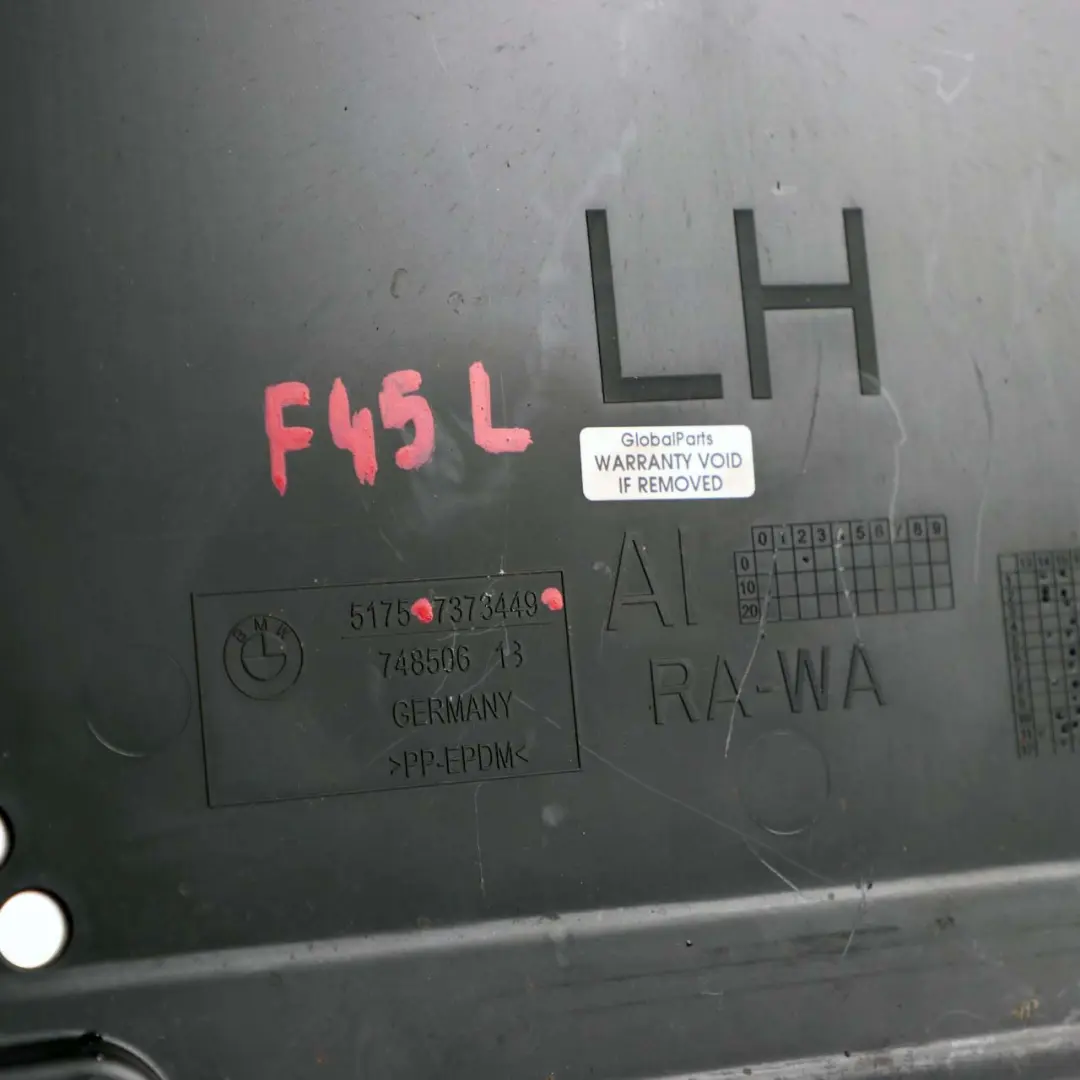 LH
F45 L
GlobalParts
WARRANTY VOID
IF REMOVED
AI
0 1 2 3 4 5 6 7 8 9
0
10
20
BMW
5175 7373449
748506 13
GERMANY
>PP-EPDM<
RA-WA